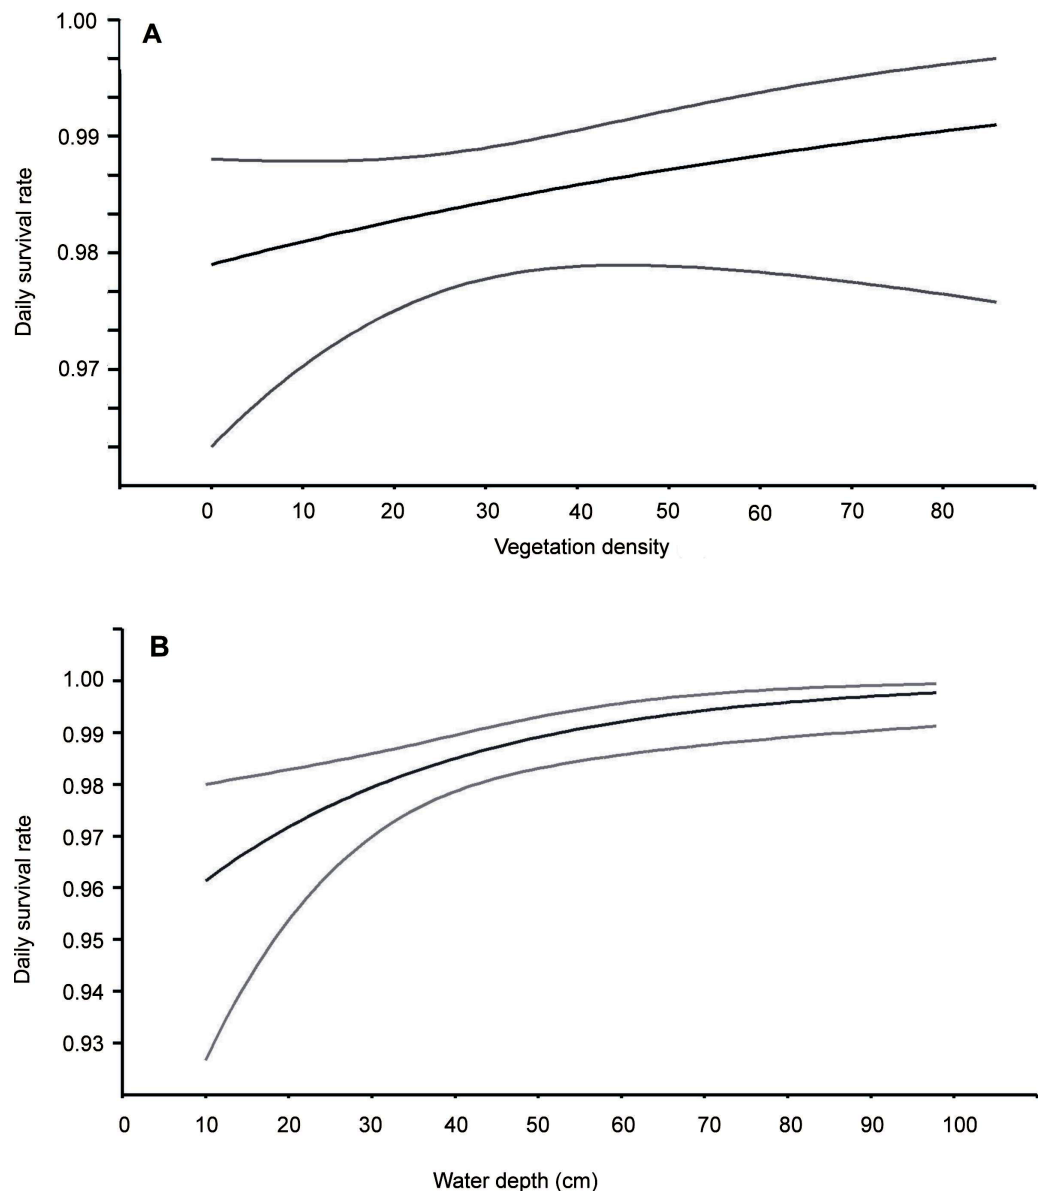 A
1.00
0.99
0.98
0.97
Daily survival rate
0 10 20 30 40 50 60 70 80
Vegetation density
B
1.00
0.99
0.98
0.97
0.96
0.95
0.94
0.93
Daily survival rate
0 10 20 30 40 50 60 70 80 90 100
Water depth (cm)